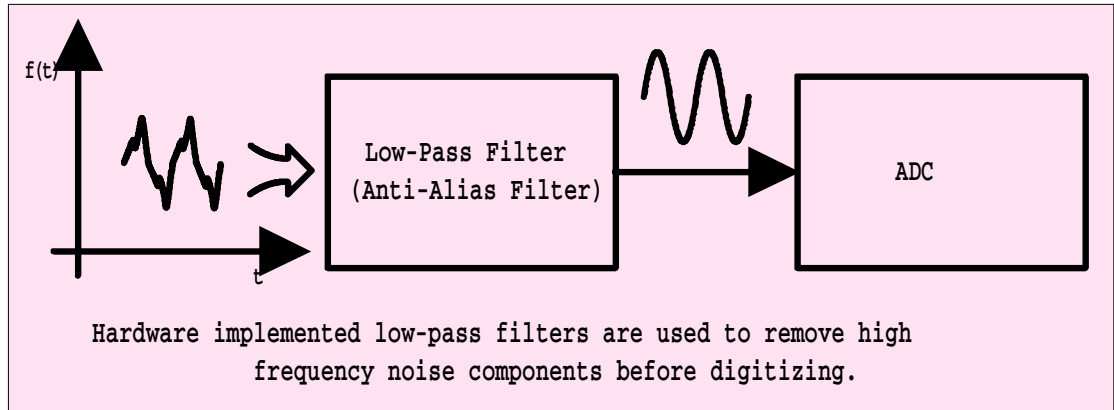 f(t)
Low-Pass Filter
(Anti-Alias Filter)
ADC
t
Hardware implemented low-pass filters are used to remove high
frequency noise components before digitizing.